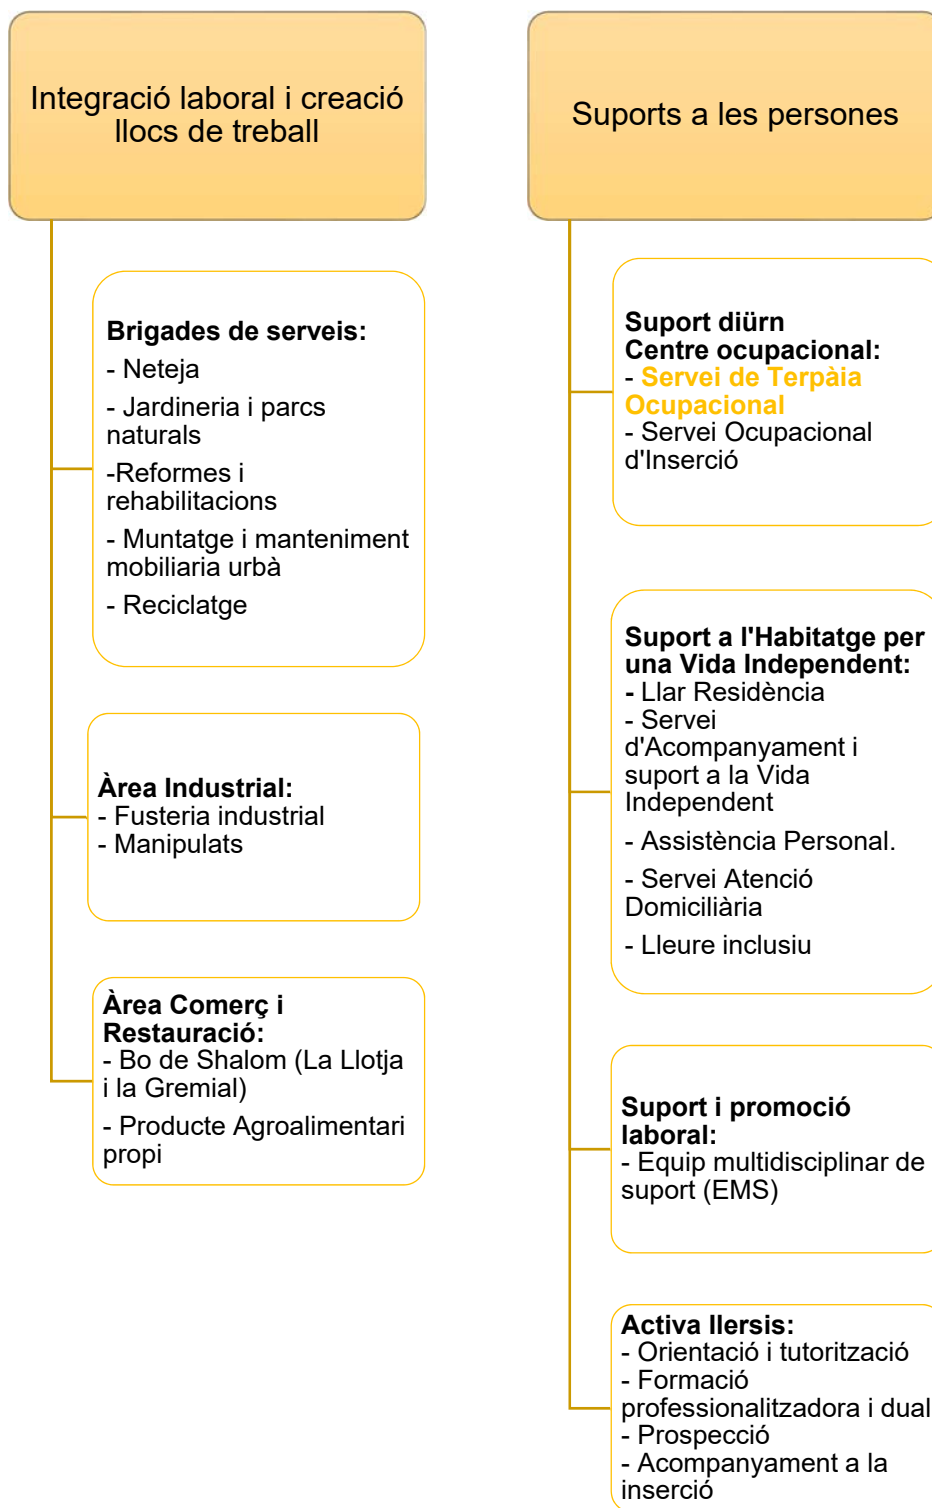 Integració laboral i creació
llocs de treball
Brigades de serveis:
- Neteja
- Jardineria i parcs
naturals
-Reformes i
rehabilitacions
- Muntatge i manteniment
mobiliaria urbà
- Reciclatge
Àrea Industrial:
- Fusteria industrial
- Manipulats
Àrea Comerç i
Restauració:
- Bo de Shalom (La Llotja
i la Gremial)
- Producte Agroalimentari
propi
Suports a les persones
Suport diürn
Centre ocupacional:
- Servei de Terpàia
Ocupacional
- Servei Ocupacional
d'Inserció
Suport a l'Habitatge per
una Vida Independent:
- Llar Residència
- Servei
d'Acompanyament i
suport a la Vida
Independent
- Assistència Personal.
- Servei Atenció
Domiciliària
- Lleure inclusiu
Suport i promoció
laboral:
- Equip multidisciplinar de
suport (EMS)
Activa Ilersis:
- Orientació i tutorització
- Formació
professionalitzadora i dual
- Prospecció
- Acompanyament a la
inserció